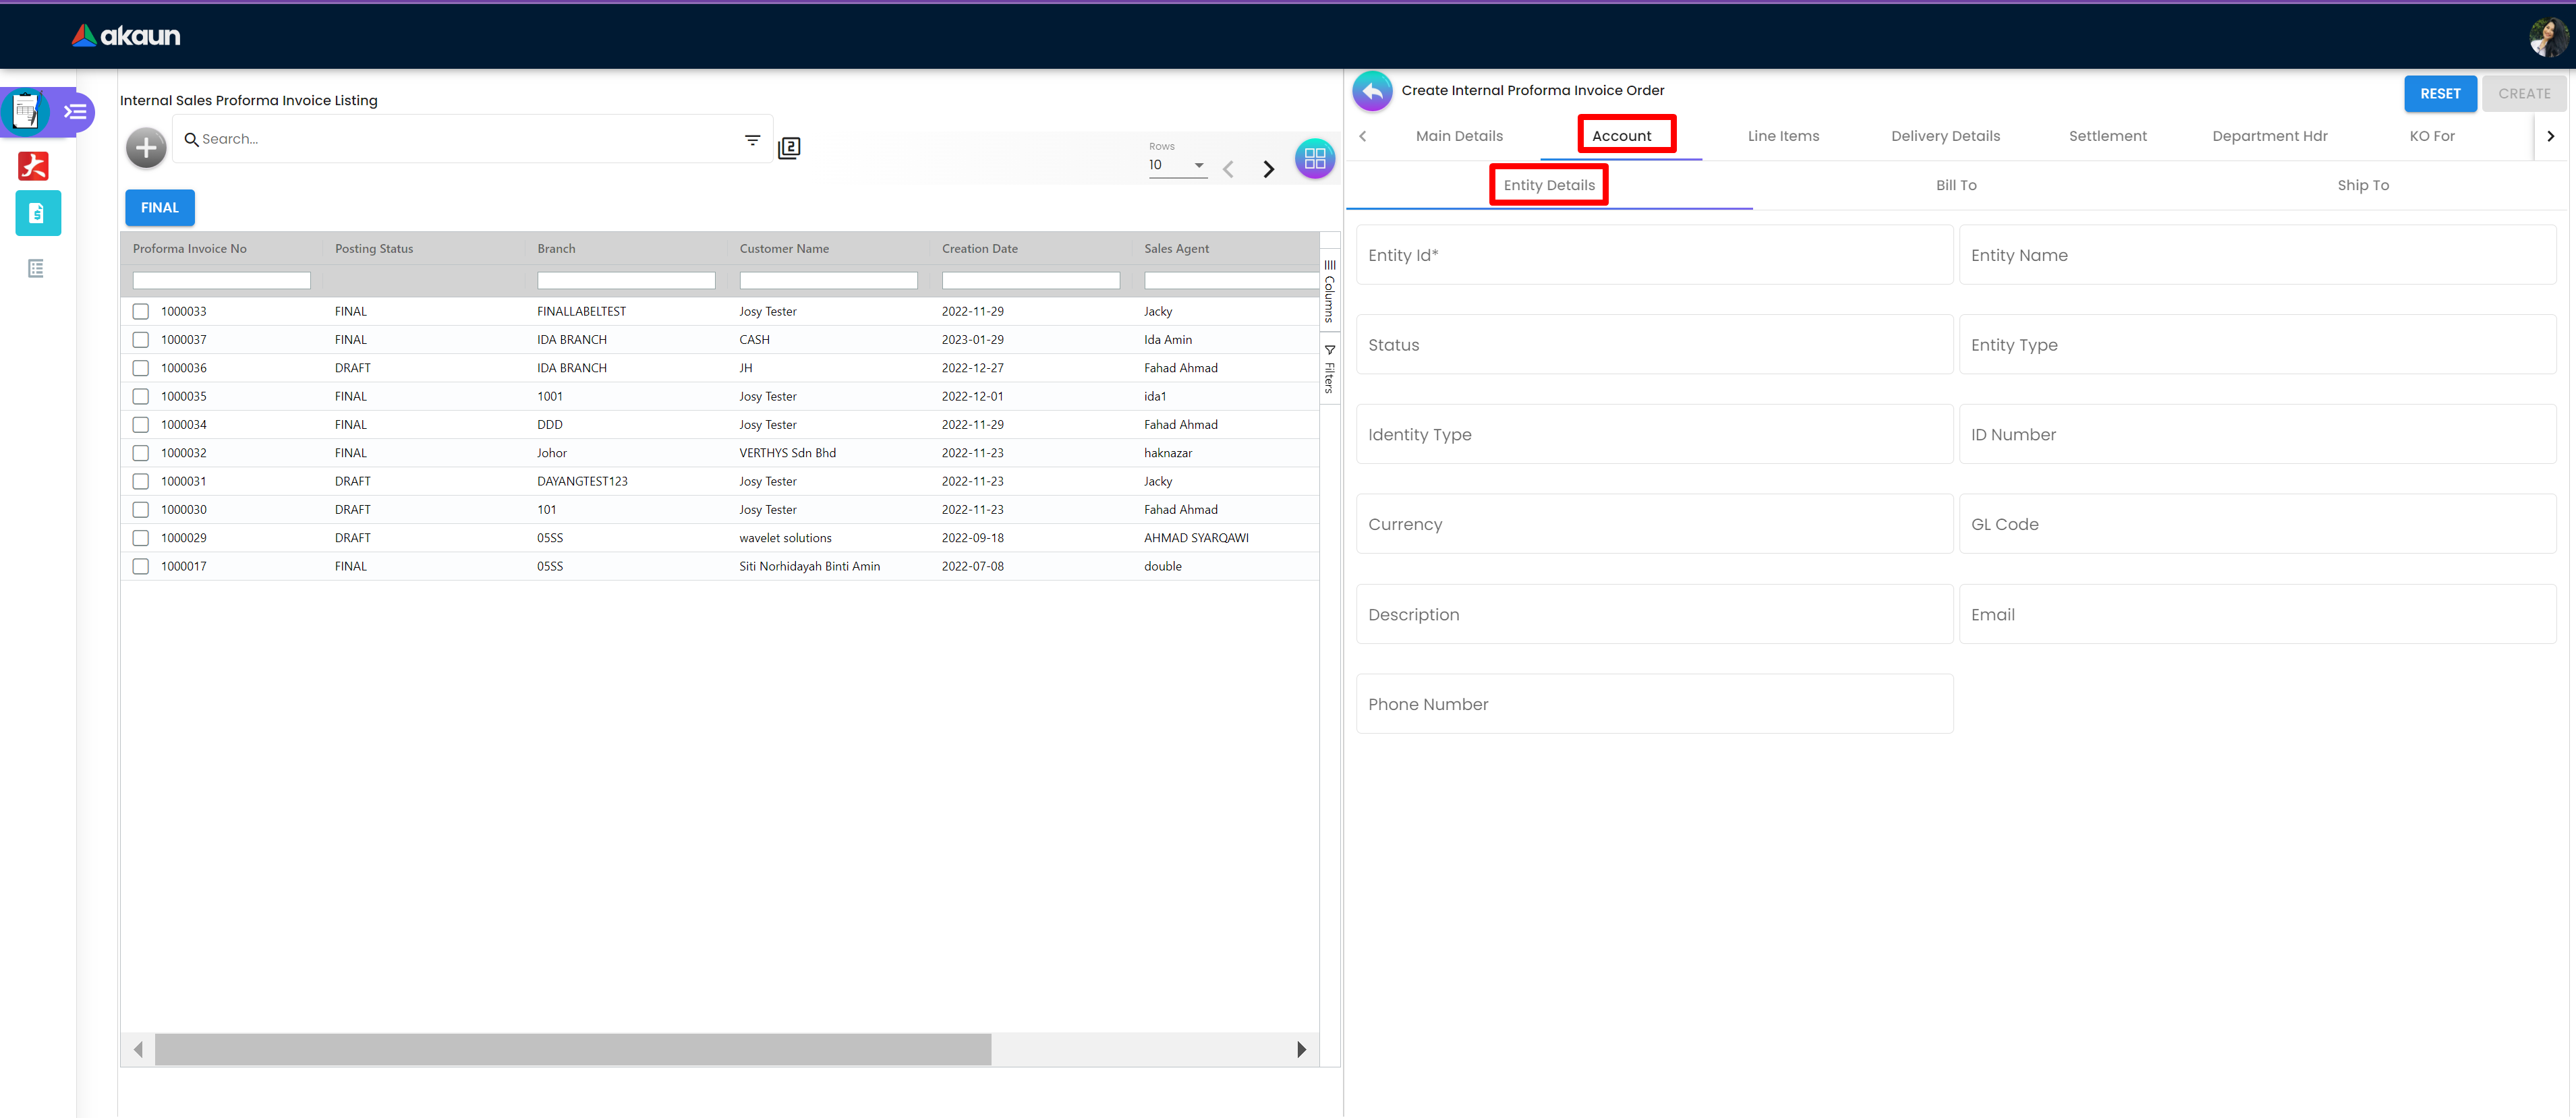 akaun
Internal Sales Proforma Invoice Listing
Search...
2
Rows
10
FINAL
Proforma Invoice No Posting Status Branch Customer Name Creation Date Sales Agent
1000033 FINAL FINALLABELTEST Josy Tester 2022-11-29 Jacky
1000037 FINAL IDA BRANCH CASH 2023-01-29 Ida Amin
1000036 DRAFT IDA BRANCH JH 2022-12-27 Fahad Ahmad
1000035 FINAL 1001 Josy Tester 2022-12-01 ida1
1000034 FINAL DDD Josy Tester 2022-11-29 Fahad Ahmad
1000032 FINAL Johor VERTHYS Sdn Bhd 2022-11-23 haknazar
1000031 DRAFT DAYANGTEST123 Josy Tester 2022-11-23 Jacky
1000030 DRAFT 101 Josy Tester 2022-11-23 Fahad Ahmad
1000029 DRAFT 05SS wavelet solutions 2022-09-18 AHMAD SYARQAWI
1000017 FINAL 05SS Siti Norhidayah Binti Amin 2022-07-08 double
Columns
Filters
Create Internal Proforma Invoice Order
RESET CREATE
Main Details Account Line Items Delivery Details Settlement Department Hdr KO For
Entity Details Bill To Ship To
Entity Id* Entity Name
Status Entity Type
Identity Type ID Number
Currency GL Code
Description Email
Phone Number